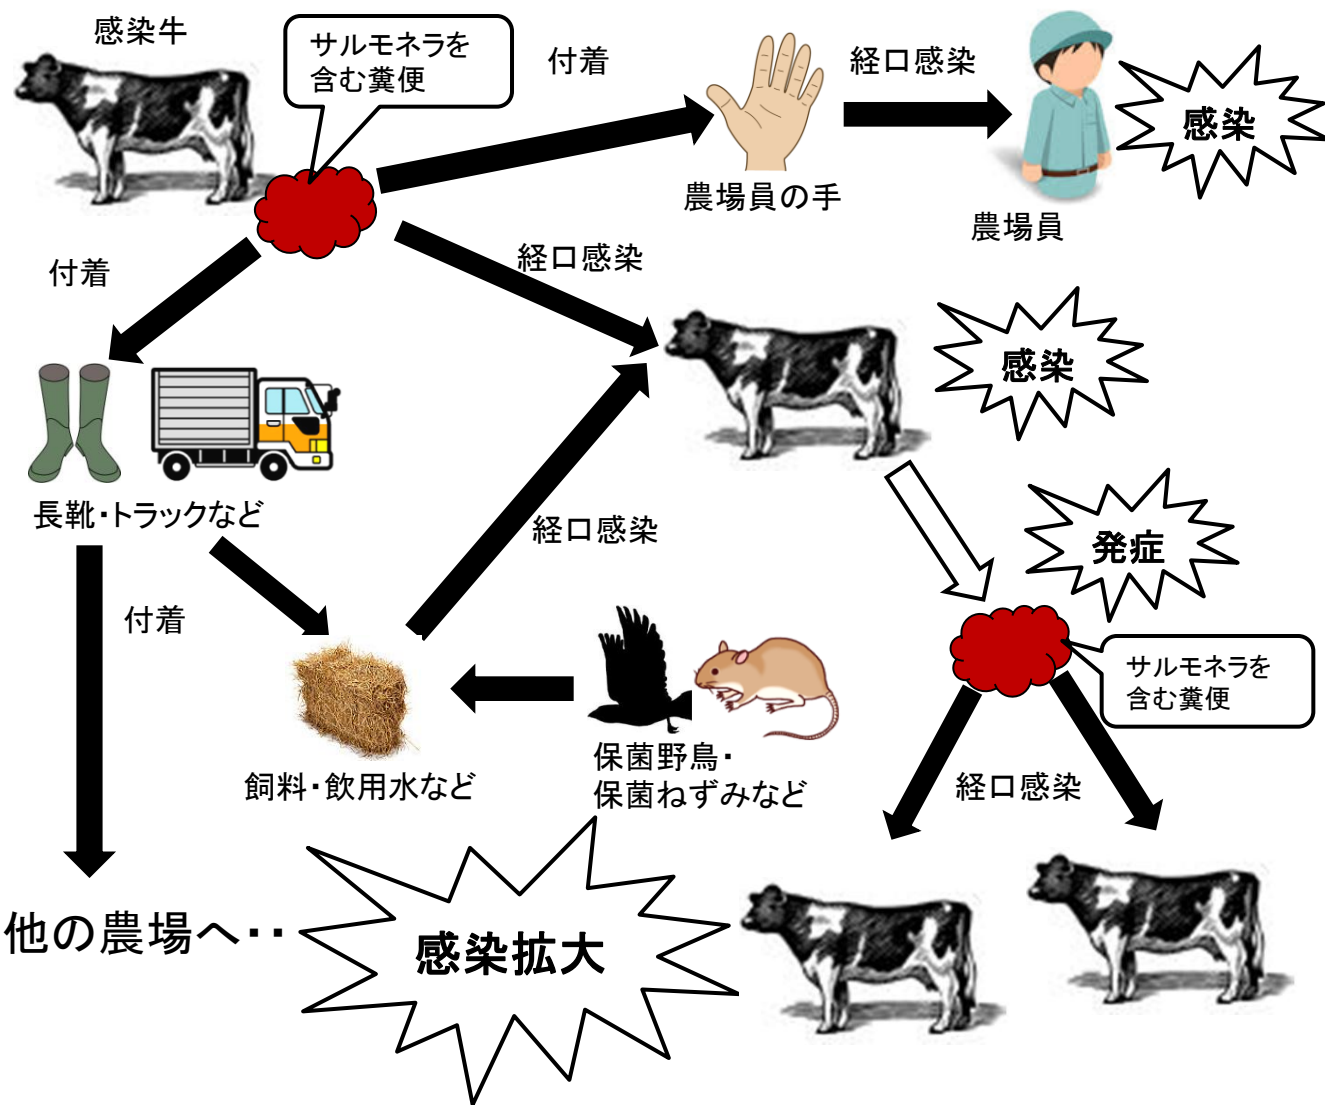 感染牛
サルモネラを
含む糞便
付着
経口感染
感染
農場員の手
農場員
付着
経口感染
感染
長靴・トラックなど
経口感染
発症
付着
サルモネラを
含む糞便
保菌野鳥・
保菌ねずみなど
飼料・飲用水など
経口感染
他の農場へ・・
感染拡大